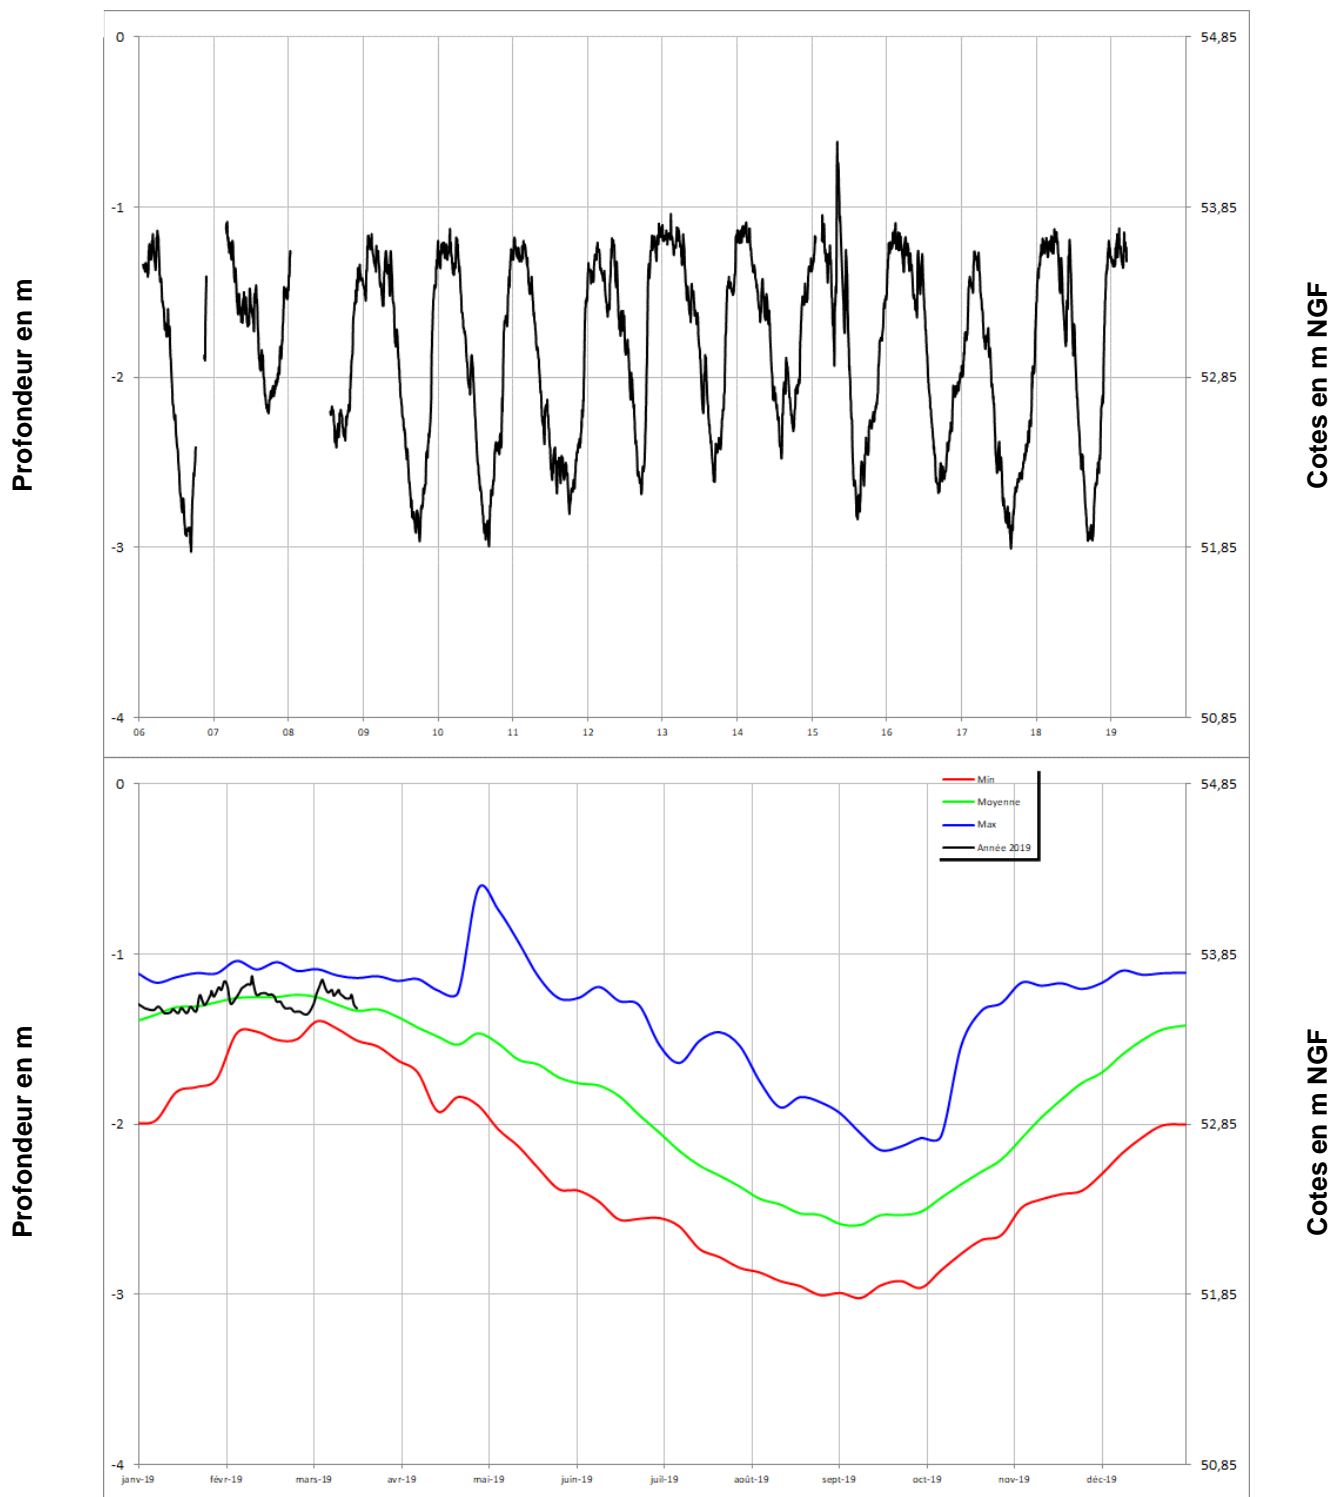 0
-1
-2
-3
-4
54,85
53,85
52,85
51,85
50,85
Profondeur en m
Cotes en m NGF
06 07 08 09 10 11 12 13 14 15 16 17 18 19
Min
Moyenne
Max
Année 2019
0
-1
-2
-3
-4
54,85
53,85
52,85
51,85
50,85
Profondeur en m
Cotes en m NGF
janv-19 févr-19 mars-19 avr-19 mai-19 juin-19 juil-19 août-19 sept-19 oct-19 nov-19 déc-19